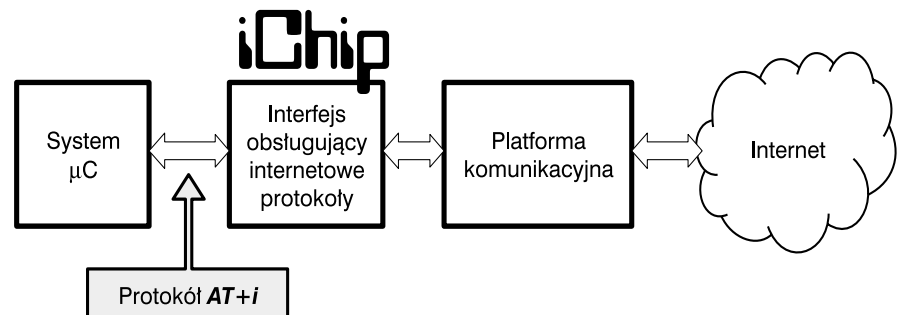 iChip
System
µC
Interfejs
obsługujący
internetowe
protokoły
Platforma
komunikacyjna
Internet
Protokół AT+i